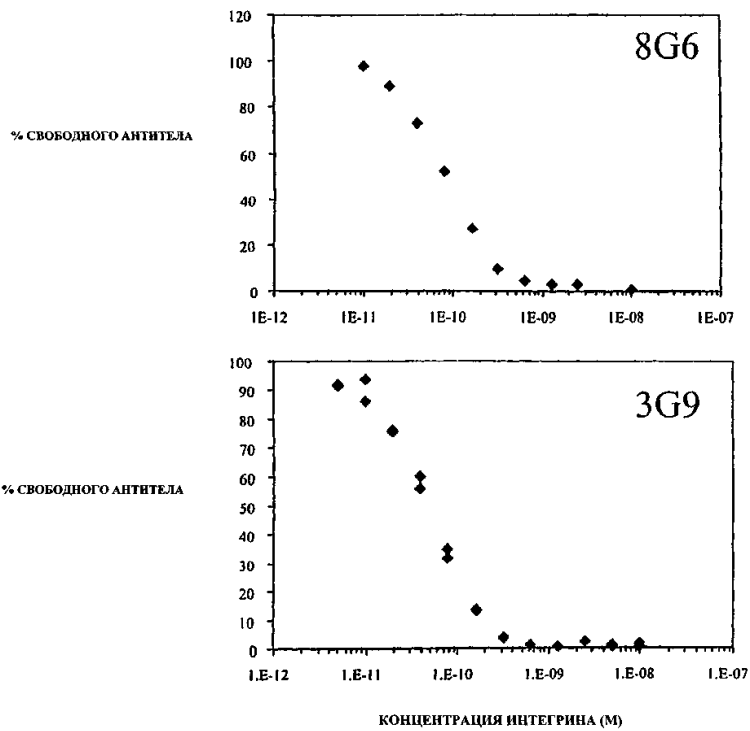 120
8G6
100
80
% СВОБОДНОГО АНТИТЕЛА
60
40
20
0
1E-12 1E-11 1E-10 1E-09 1E-08 1E-07
100
3G9
90
80
70
60
% СВОБОДНОГО АНТИТЕЛА
50
40
30
20
10
0
1.E-12 1.E-11 1.E-10 1.E-09 1.E-08 1.E-07
КОНЦЕНТРАЦИЯ ИНТЕГРИНА (М)